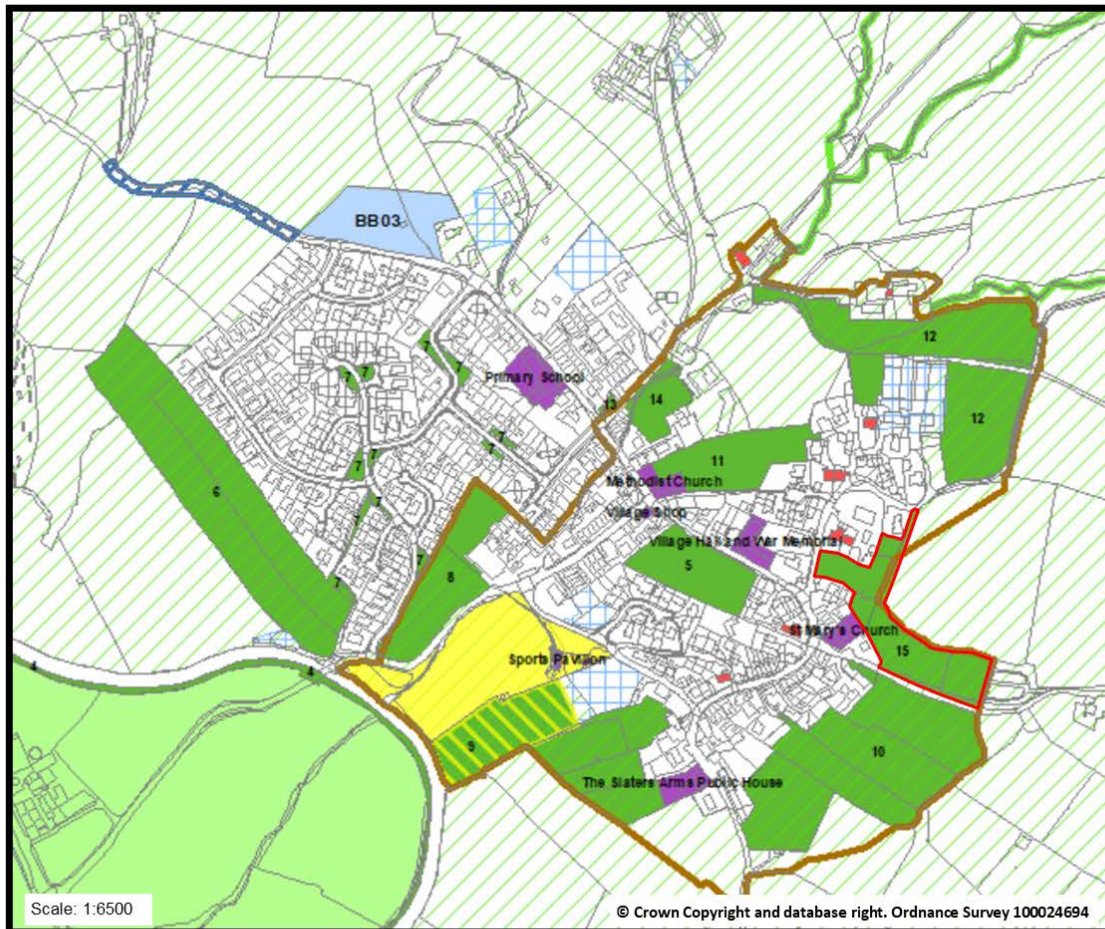 BB03
12
7
7
7
7
Primary School
13
14
12
6
7
7
7
11
Methodist Church
Village Shop
7
Village Hall and War Memorial
7
8
5
7
St Mary's Church
15
4
4
Sports Pavilion
10
9
The Slaters Arms Public House
Scale: 1:6500
© Crown Copyright and database right. Ordnance Survey 100024694